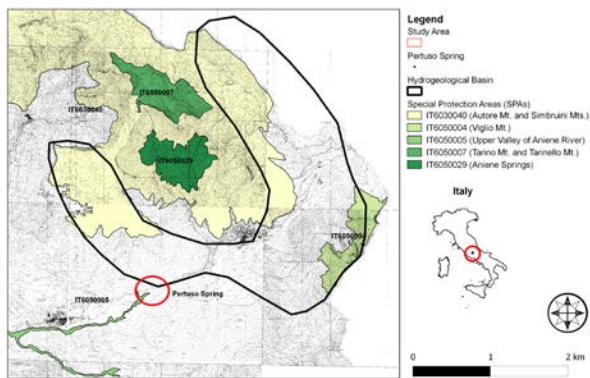 IT6050007
IT6030040
IT6050029
IT6050005
Pertuso Spring
Legend
Study Area
Pertuso Spring
Hydrogeological Basin
Special Protection Areas (SPAs)
IT6030040 (Autore Mt. and Simbruini Mts.)
IT6050004 (Viglio Mt.)
IT6050005 (Upper Valley of Aniene River)
IT6050007 (Tarino Mt. and Tarinello Mt.)
IT6050029 (Aniene Springs)
Italy
0 1 2 km